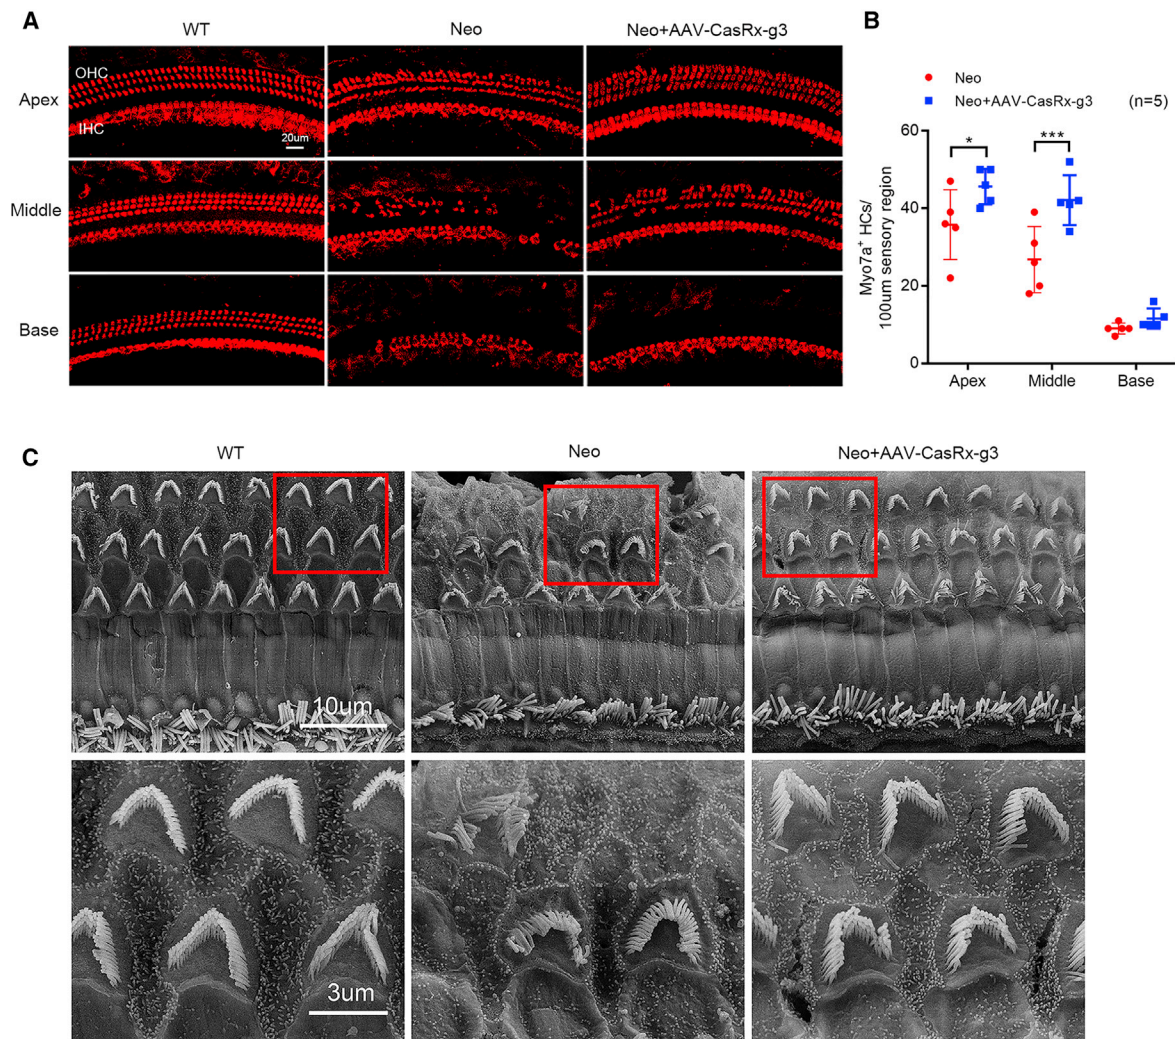 A
WT
Neo
Neo+AAV-CasRx-g3
Apex
OHC
IHC
20um
Middle
Base
B
Neo
Neo+AAV-CasRx-g3
(n=5)
60
40
20
0
*
***
Myo7a+ HCs/
100um sensory region
Apex
Middle
Base
C
WT
Neo
Neo+AAV-CasRx-g3
10um
3um